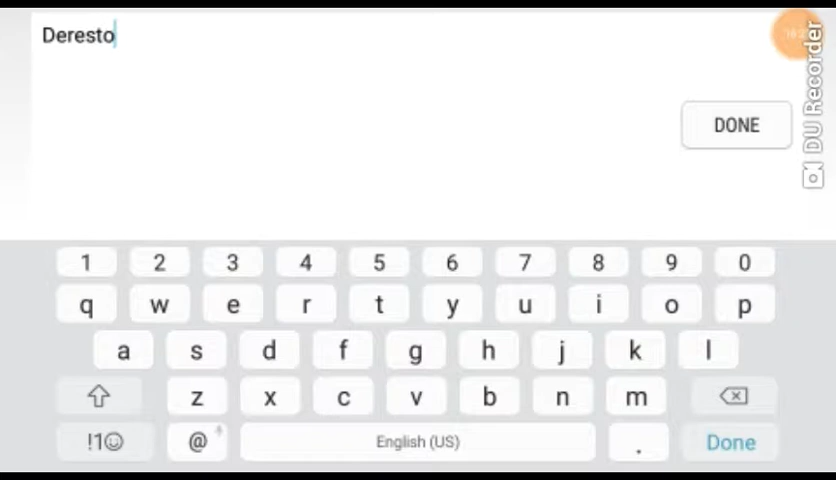 Deresto
DONE
DU Recorder
1 2 3 4 5 6 7 8 9 0
q w e r t y u i o p
a s d f g h j k l
z x c v b n m
!1☺ @ English (US) . Done